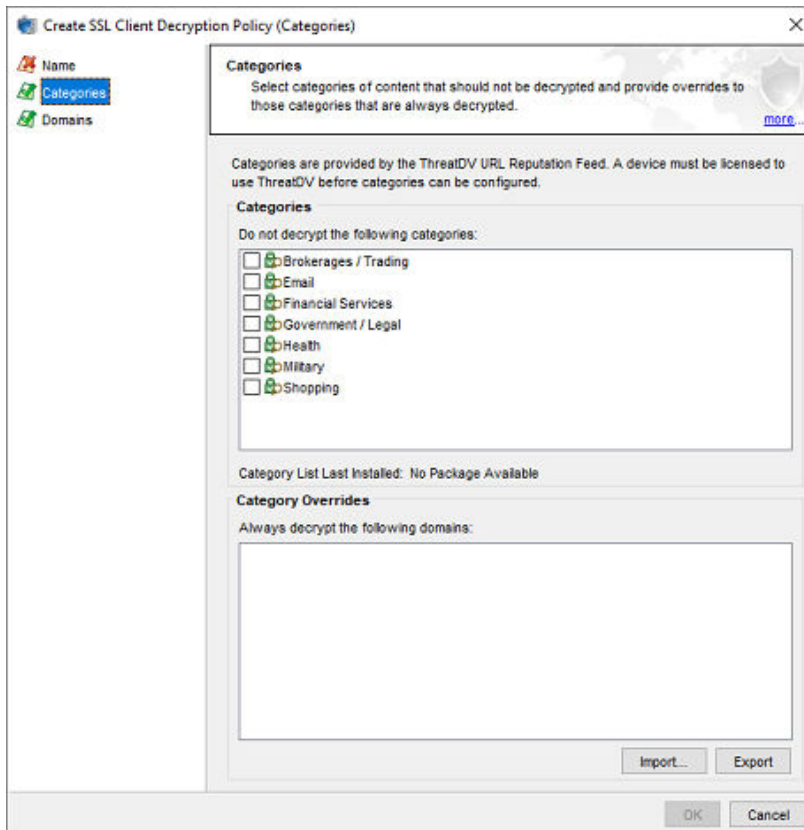 Create SSL Client Decryption Policy (Categories)
Name
Categories
Domains
Categories
Select categories of content that should not be decrypted and provide overrides to
those categories that are always decrypted.
more...
Categories are provided by the ThreatDV URL Reputation Feed. A device must be licensed to
use ThreatDV before categories can be configured.
Categories
Do not decrypt the following categories:
Brokerages / Trading
Email
Financial Services
Government / Legal
Health
Military
Shopping
Category List Last Installed: No Package Available
Category Overrides
Always decrypt the following domains:
Import... Export
OK Cancel